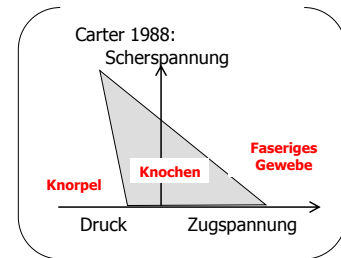 Carter 1988:
Scherspannung
Faseriges
Gewebe
Knochen
Knorpel
Druck
Zugspannung